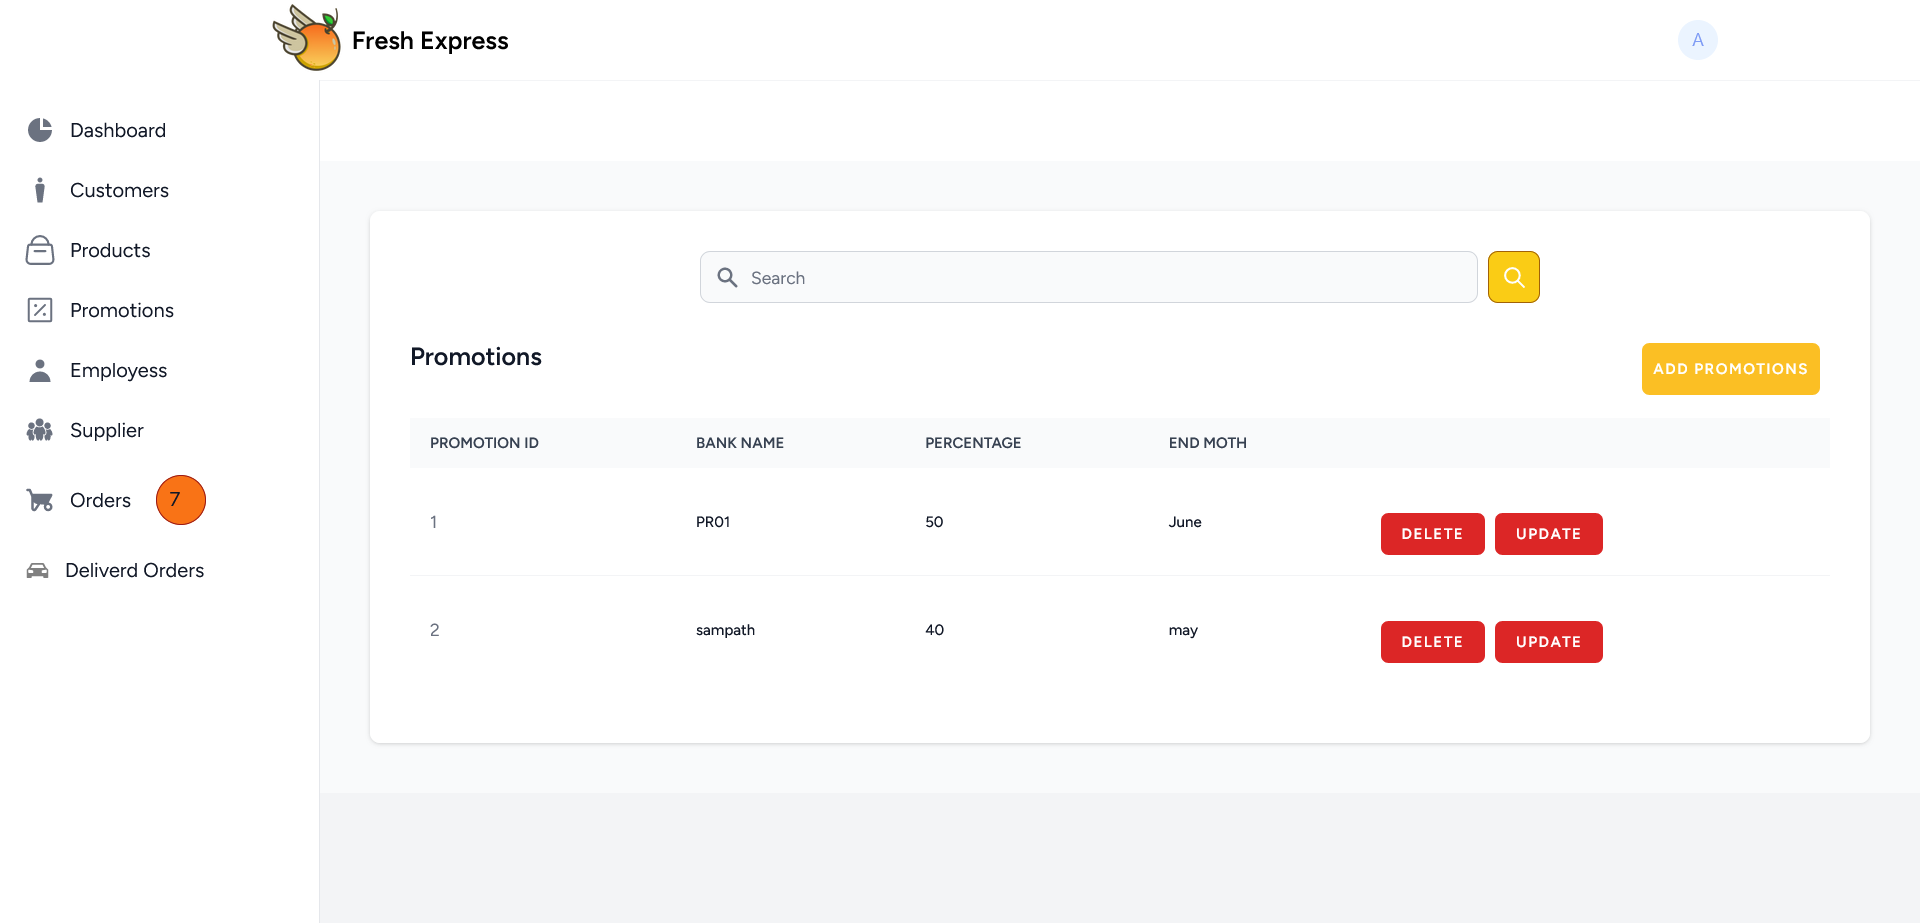 Fresh Express
A
Dashboard
Customers
Products
Promotions
Employess
Supplier
Orders 7
Deliverd Orders
Search
Promotions
ADD PROMOTIONS
PROMOTION ID BANK NAME PERCENTAGE END MOTH
1 PR01 50 June DELETE UPDATE
2 sampath 40 may DELETE UPDATE